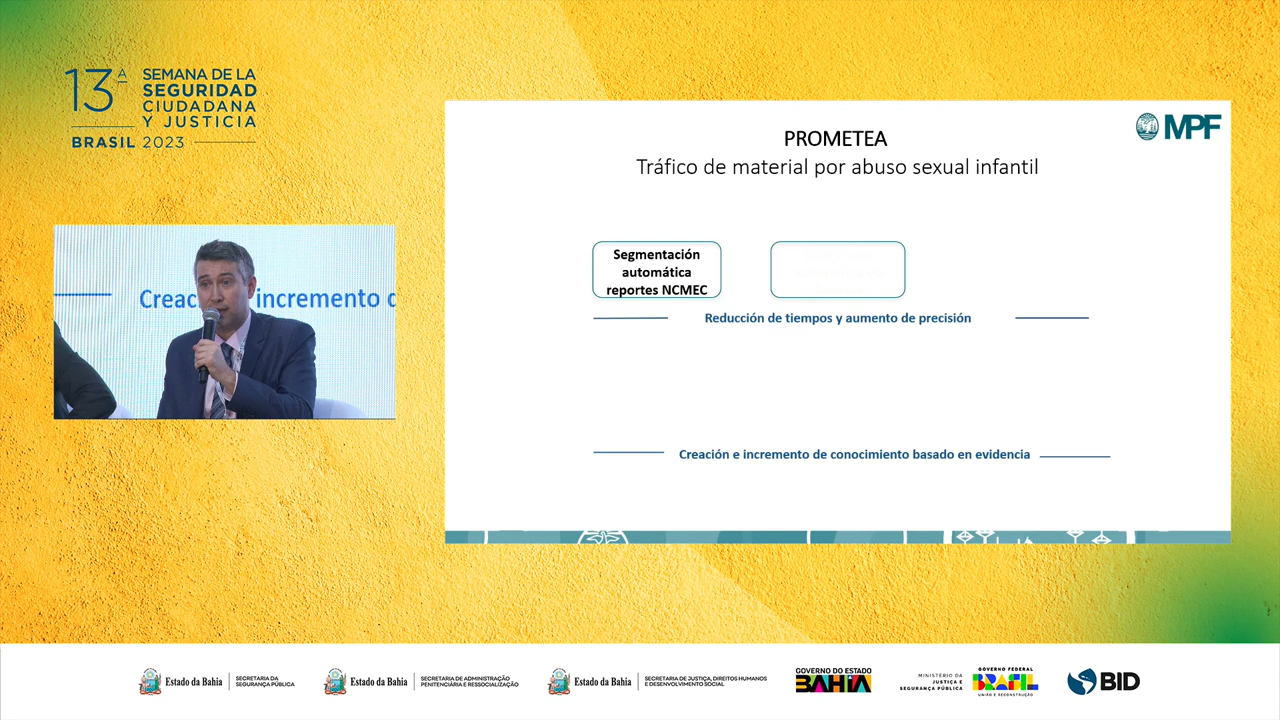 13ª
SEMANA DE LA
SEGURIDAD
CIUDADANA
Y JUSTICIA
BRASIL 2023
MPF
PROMETEA
Tráfico de material por abuso sexual infantil
Segmentación
automática
reportes NCMEC
Reducción de tiempos y aumento de precisión
Creac incremento d
Creación e incremento de conocimiento basado en evidencia
Estado da Bahia
SECRETARIA DA
SEGURANÇA PÚBLICA
Estado da Bahia
SECRETARIA DE ADMINISTRAÇÃO
PENITENCIÁRIA E RESSOCIALIZAÇÃO
Estado da Bahia
SECRETARIA DE JUSTIÇA, DIREITOS HUMANOS
E DESENVOLVIMENTO SOCIAL
GOVERNO DO ESTADO
BAHIA
MINISTÉRIO DA
JUSTIÇA E
SEGURANÇA PÚBLICA
GOVERNO FEDERAL
BRASIL
UNIÃO E RECONSTRUÇÃO
BID